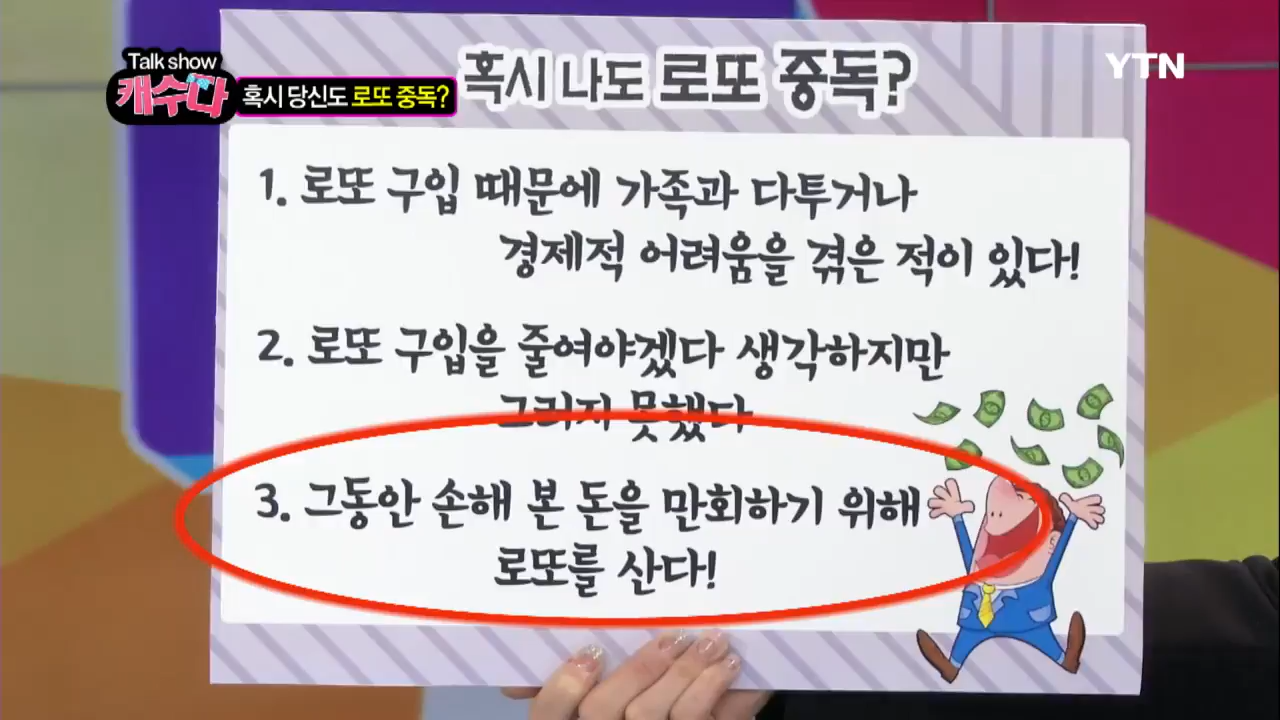 Talk show
캐수다
혹시 당신도 로또 중독?
YTN
혹시 나도 로또 중독?
1. 로또 구입 때문에 가족과 다투거나
경제적 어려움을 겪은 적이 있다!
2. 로또 구입을 줄여야겠다 생각하지만
그러지 못했다
3. 그동안 손해 본 돈을 만회하기 위해
로또를 산다!